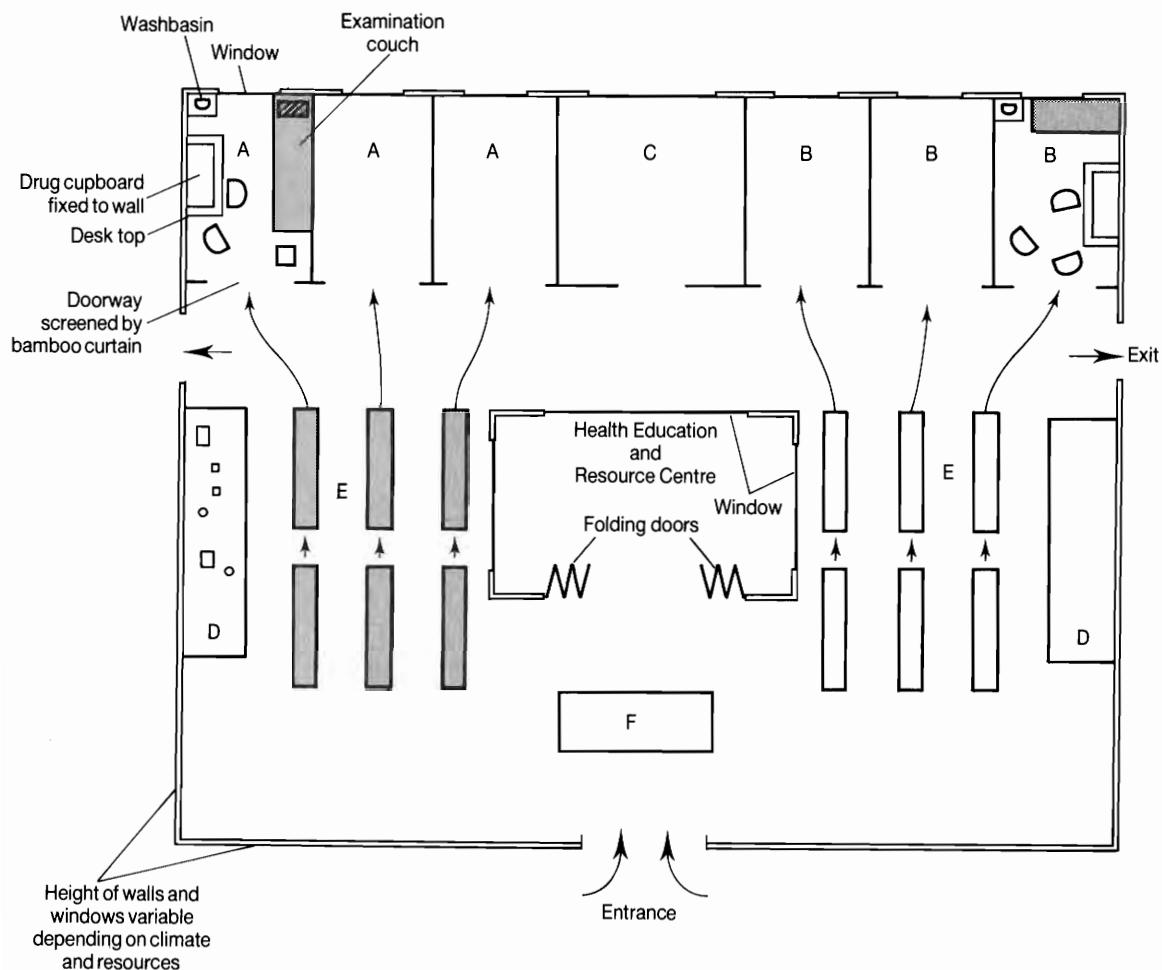 Washbasin
Window
Examination
couch
A
A
A
C
B
B
B
Drug cupboard
fixed to wall
Desk top
Doorway
screened by
bamboo curtain
Exit
Health Education
and
Resource Centre
Window
E
E
Folding doors
D
D
F
Entrance
Height of walls and
windows variable
depending on climate
and resources